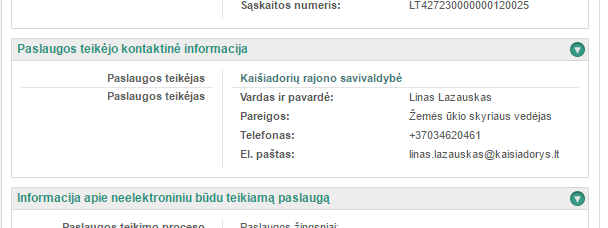 Sąskaitos numeris: LT427230000000120025
Paslaugos teikėjo kontaktinė informacija
Paslaugos teikėjas Kaišiadorių rajono savivaldybė
Paslaugos teikėjas Vardas ir pavardė: Linas Lazauskas
Pareigos: Žemės ūkio skyriaus vedėjas
Telefonas: +37034620461
El. paštas: linas.lazauskas@kaisiadorys.lt
Informacija apie neelektroniniu būdu teikiamą paslaugą
Paslaugos teikimo proceso Paslaugos žingsniai: